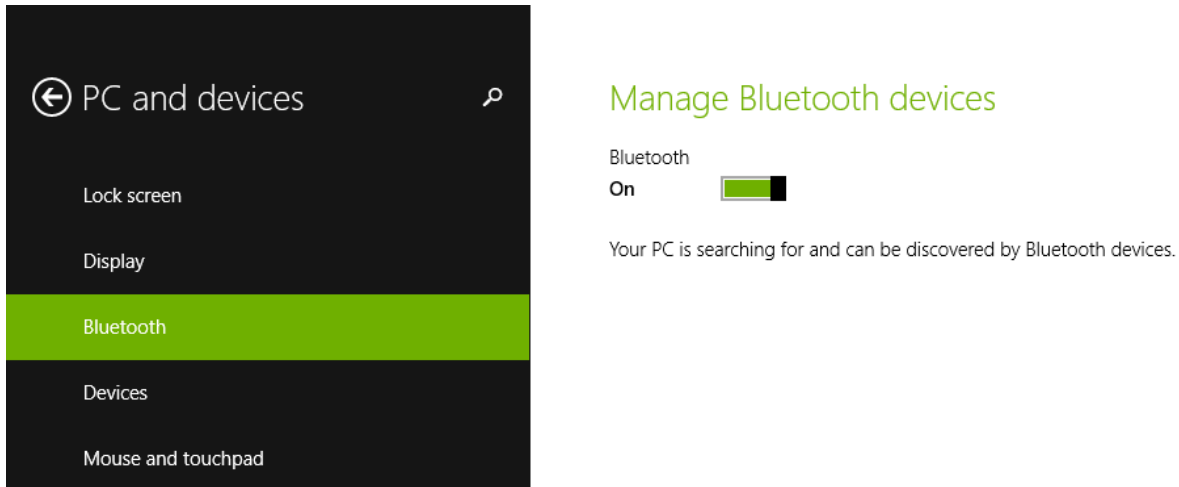 PC and devices
Lock screen
Display
Bluetooth
Devices
Mouse and touchpad
Manage Bluetooth devices
Bluetooth
On
Your PC is searching for and can be discovered by Bluetooth devices.